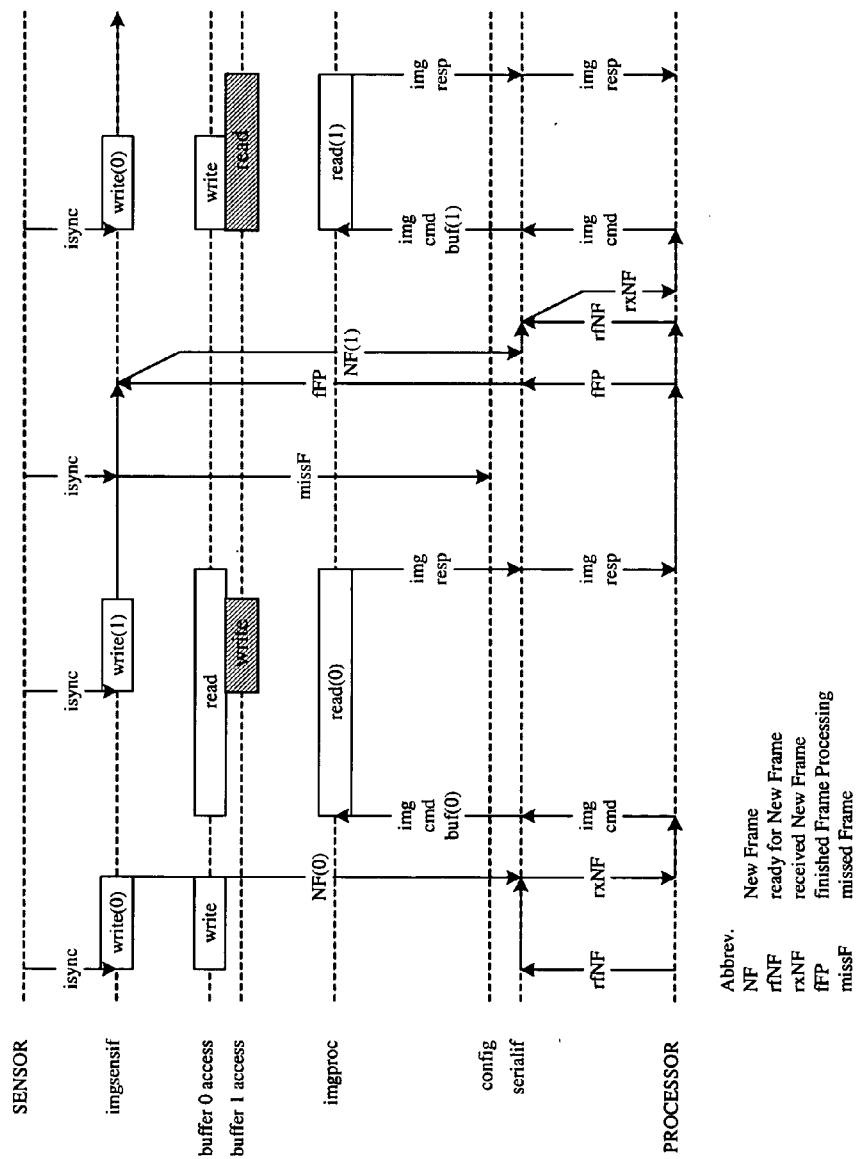 SENSOR
isync
isync
isync
isync
imgsensif
write(0)
write(1)
write(0)
buffer 0 access
write
read
write
buffer 1 access
write
read
NF(0)
missF
fFP
NF(1)
imgproc
read(0)
read(1)
img
cmd
buf(0)
img
resp
img
cmd
buf(1)
img
resp
config
serialif
rfNF
rxNF
img
cmd
img
resp
fFP
rfNF
rxNF
img
cmd
img
resp
PROCESSOR
Abbrev.
NF New Frame
rfNF ready for New Frame
rxNF received New Frame
fFP finished Frame Processing
missF missed Frame